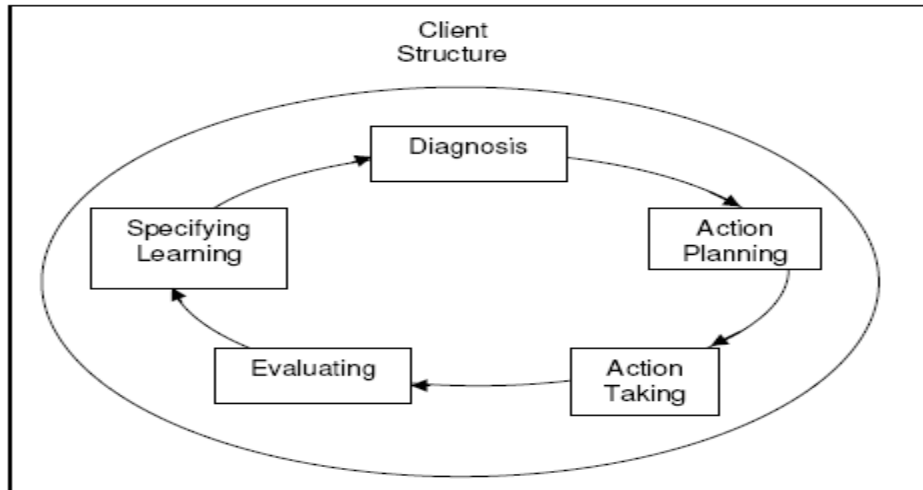 Client
Structure
Diagnosis
Action
Planning
Action
Taking
Evaluating
Specifying
Learning